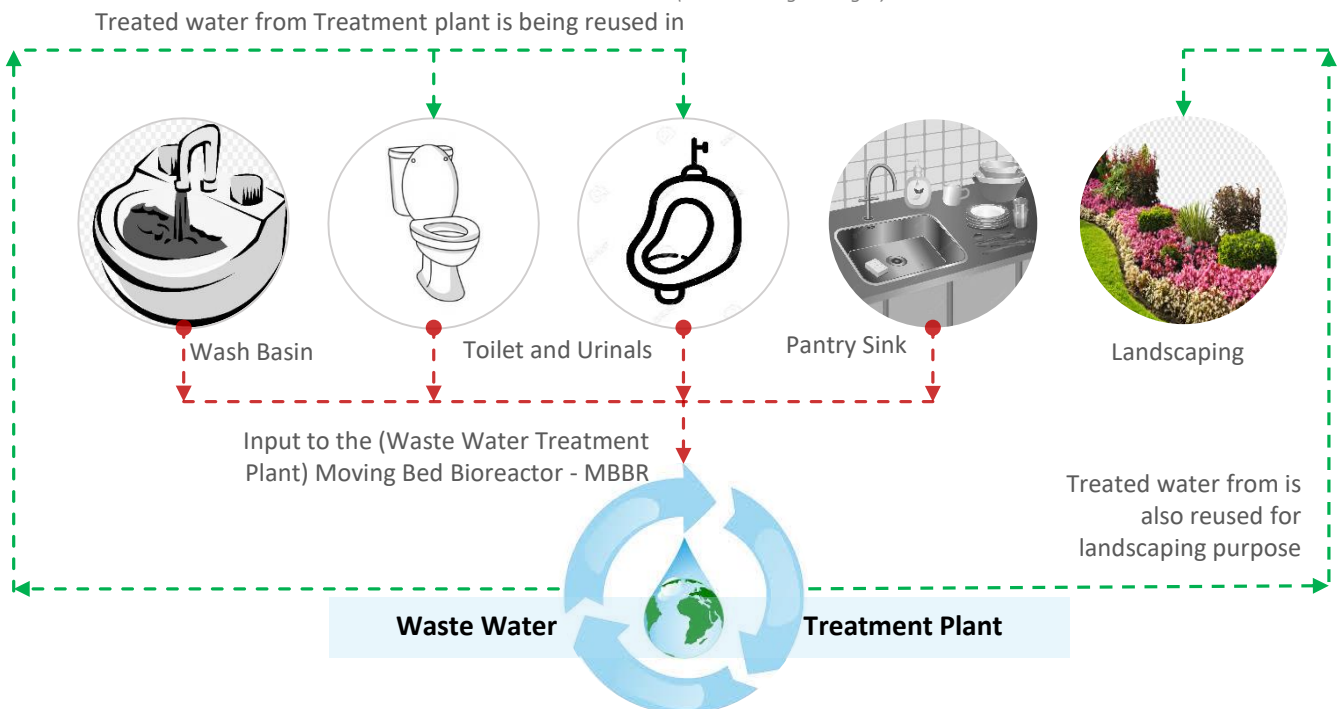 Treated water from Treatment plant is being reused in
Wash Basin
Toilet and Urinals
Pantry Sink
Landscaping
Input to the (Waste Water Treatment
Plant) Moving Bed Bioreactor - MBBR
Treated water from is
also reused for
landscaping purpose
Waste Water
Treatment Plant